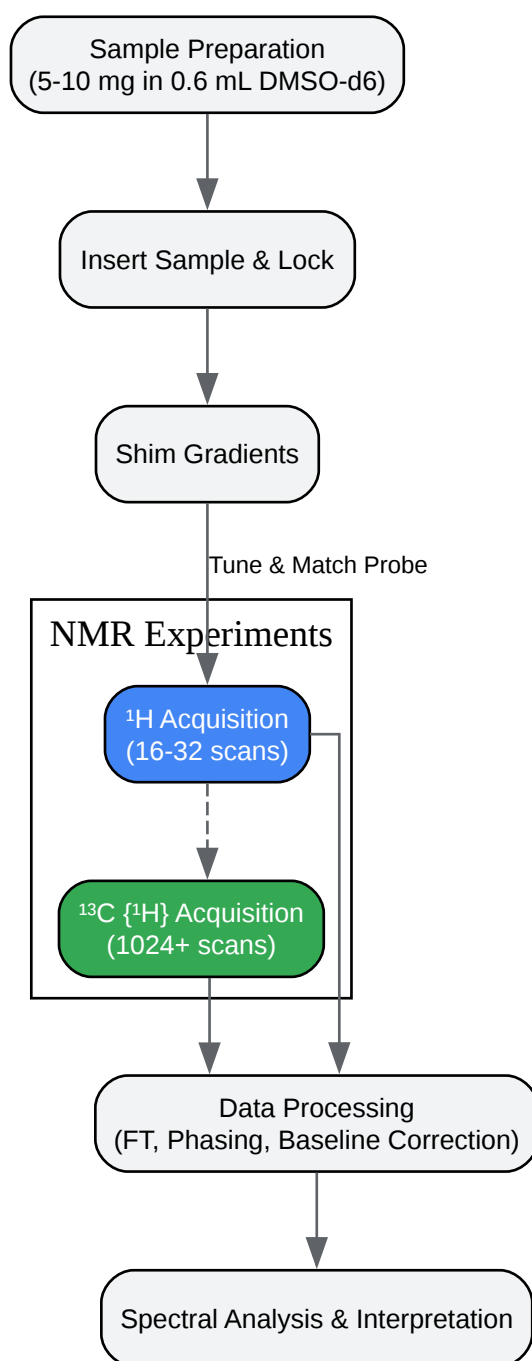 Sample Preparation
(5-10 mg in 0.6 mL DMSO-d6)
Insert Sample & Lock
Shim Gradients
Tune & Match Probe
NMR Experiments
¹H Acquisition
(16-32 scans)
¹³C {¹H} Acquisition
(1024+ scans)
Data Processing
(FT, Phasing, Baseline Correction)
Spectral Analysis & Interpretation